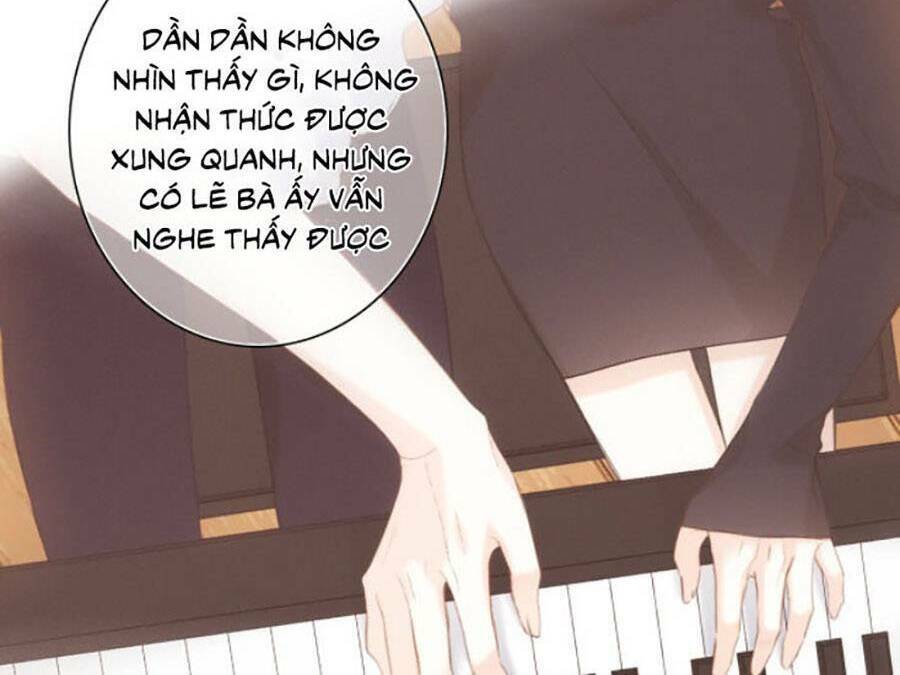 DẦN DẦN KHÔNG
NHÌN THẤY GÌ, KHÔNG
NHẬN THỨC ĐƯỢC
XUNG QUANH, NHƯNG
CÓ LẼ BÀ ẤY VẪN
NGHE THẤY ĐƯỢC